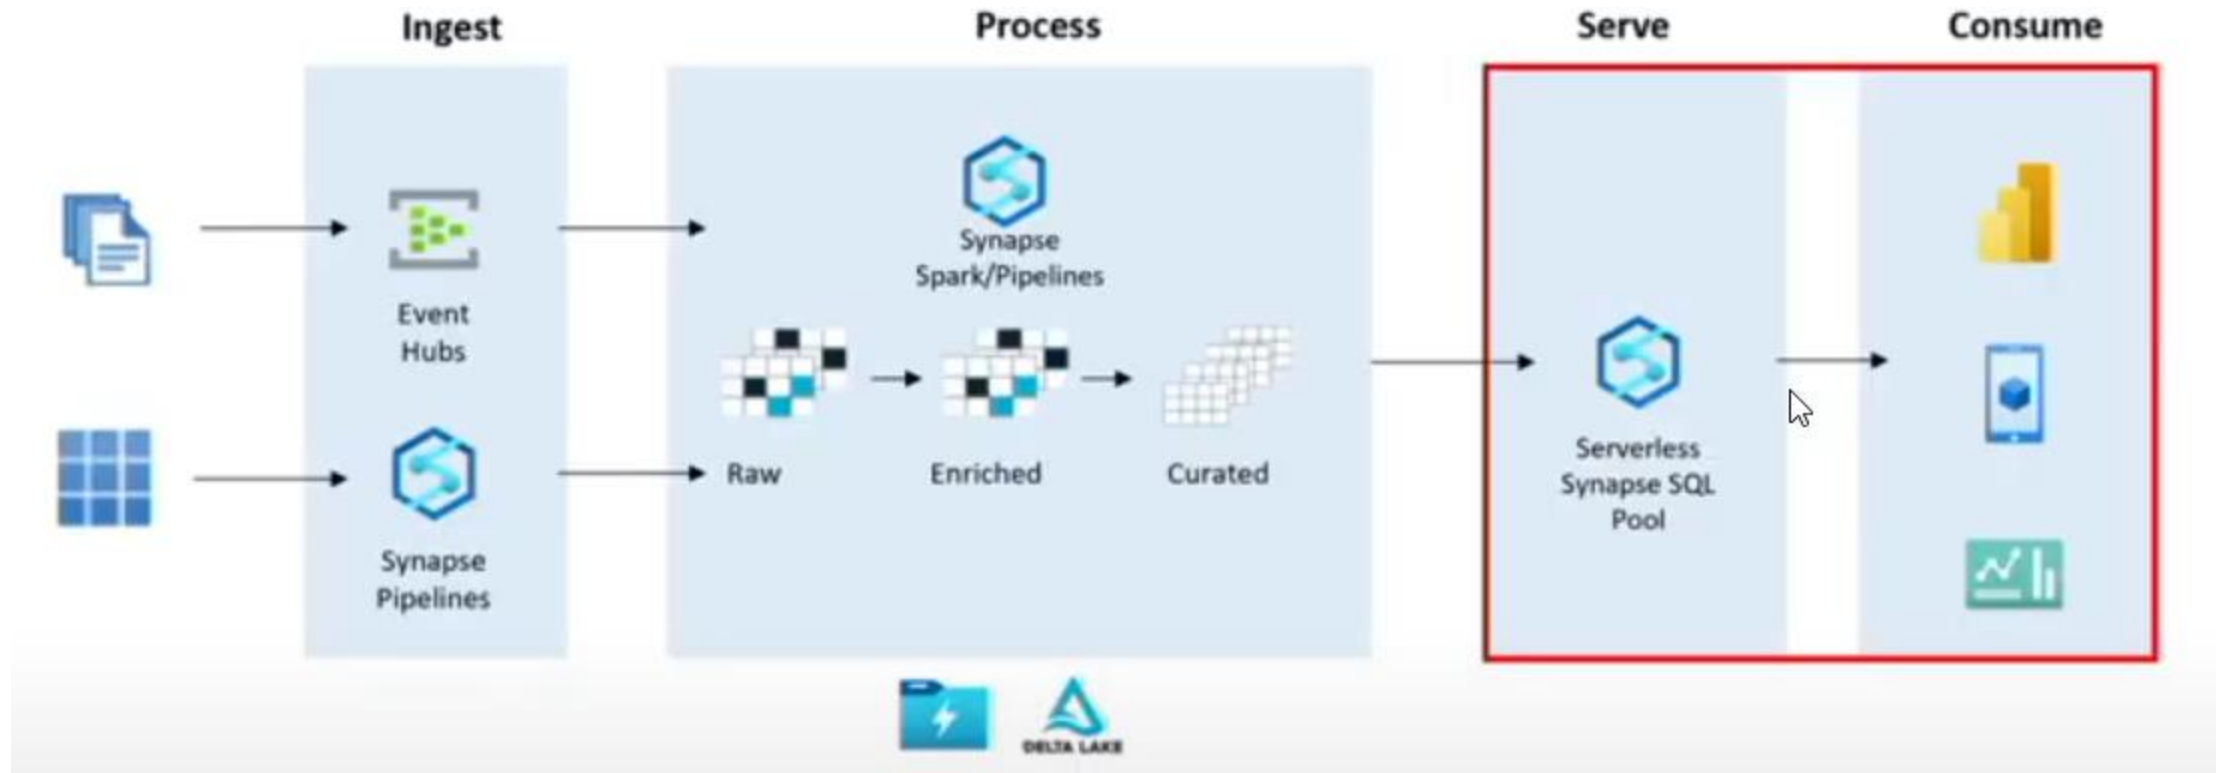 Ingest
Process
Serve
Consume
Event
Hubs
Synapse
Pipelines
Synapse
Spark/Pipelines
Raw
Enriched
Curated
Serverless
Synapse SQL
Pool
DELTA LAKE